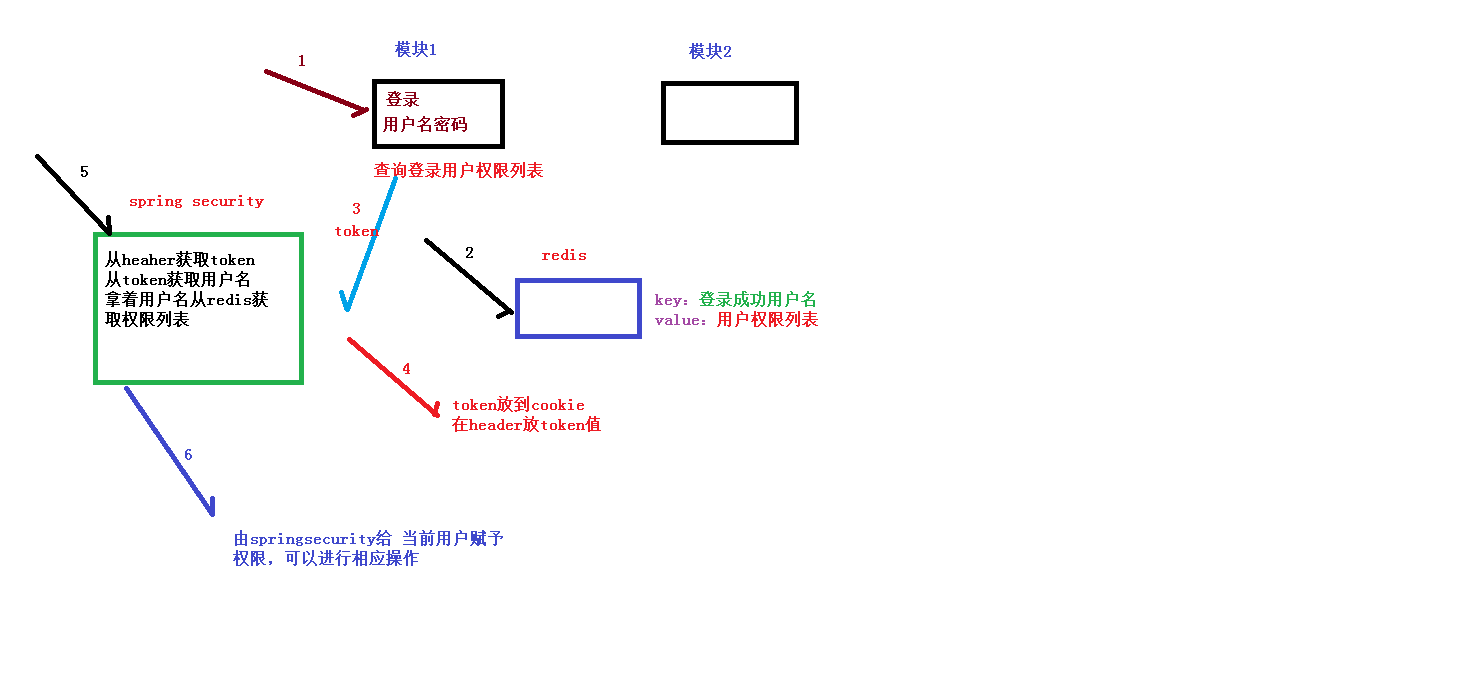 模块1
模块2
1
登录
用户名密码
查询登录用户权限列表
5
spring security
3
token
2
redis
从heaher获取token
从token获取用户名
拿着用户名从redis获
取权限列表
key：登录成功用户名
value：用户权限列表
4
token放到cookie
在header放token值
6
由springsecurity给 当前用户赋予
权限，可以进行相应操作